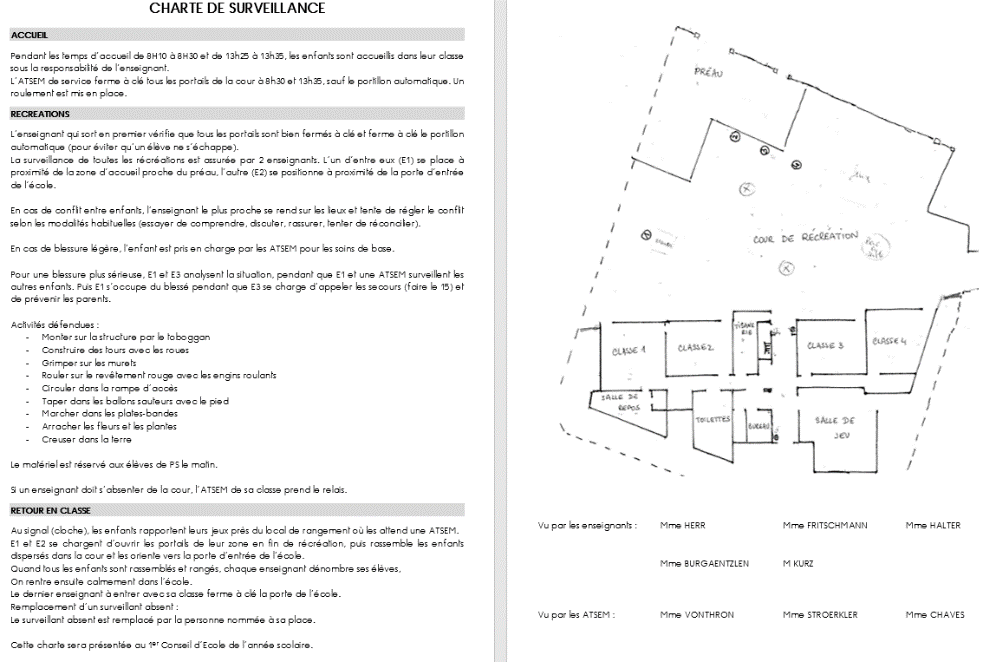 CHARTE DE SURVEILLANCE
ACCUEIL
Pendant les temps d'accueil de 8H10 à 8H30 et de 13h25 à 13h35, les enfants sont accueillis dans leur classe
sous la responsabilité de l'enseignant.
L'ATSEM de service ferme à clé tous les portails de la cour à 8h30 et 13h35, sauf le portillon automatique. Un
roulement est mis en place.
RECREATIONS
L'enseignant qui sort en premier vérifie que tous les portails sont bien fermés à clé et ferme à clé le portillon
automatique (pour éviter qu'un élève ne s'échappe).
La surveillance de toutes les récréations est assurée par 2 enseignants. L'un d'entre eux (E1) se place à
proximité de la zone d'accueil proche du préau, l'autre (E2) se positionne à proximité de la porte d'entrée
de l'école.
En cas de conflit entre enfants, l'enseignant le plus proche se rend sur les lieux et tente de régler le conflit
selon les modalités habituelles (essayer de comprendre, discuter, rassurer, tenter de réconcilier).
En cas de blessure légère, l'enfant est pris en charge par les ATSEM pour les soins de base.
Pour une blessure plus sérieuse, E1 et E3 analysent la situation, pendant que E1 et une ATSEM surveillent les
autres enfants. Puis E1 s'occupe du blessé pendant que E3 se charge d'appeler les secours (faire le 15) et
de prévenir les parents.
Activités défendues :
- Monter sur la structure par le toboggan
- Construire des tours avec les roues
- Grimper sur les murets
- Rouler sur le revêtement rouge avec les engins roulants
- Circuler dans la rampe d'accès
- Taper dans les ballons sauteurs avec le pied
- Marcher dans les plates-bandes
- Arracher les fleurs et les plantes
- Creuser dans la terre
Le matériel est réservé aux élèves de PS le matin.
Si un enseignant doit s'absenter de la cour, l'ATSEM de sa classe prend le relais.
RETOUR EN CLASSE
Au signal (cloche), les enfants rapportent leurs jeux près du local de rangement où les attend une ATSEM.
E1 et E2 se chargent d'ouvrir les portails de leur zone en fin de récréation, puis rassemble les enfants
dispersés dans la cour et les oriente vers la porte d'entrée de l'école.
Quand tous les enfants sont rassemblés et rangés, chaque enseignant dénombre ses élèves,
On rentre ensuite calmement dans l'école.
Le dernier enseignant à entrer avec sa classe ferme à clé la porte de l'école.
Remplacement d'un surveillant absent :
Le surveillant absent est remplacé par la personne nommée à sa place.
Cette charte sera présentée au 1er Conseil d'Ecole de l'année scolaire.
PRÉAU
COUR DE RÉCRÉATION
CLASSE 1
CLASSE 2
TISANE
RIE
CLASSE 3
CLASSE 4
SALLE DE
REPOS
TOILETTES
BUREAU
SALLE DE
JEU
Vu par les enseignants : Mme HERR Mme FRITSCHMANN Mme HALTER
Mme BURGAENTZLEN M KURZ
Vu par les ATSEM : Mme VONTHRON Mme STROERKLER Mme CHAVES